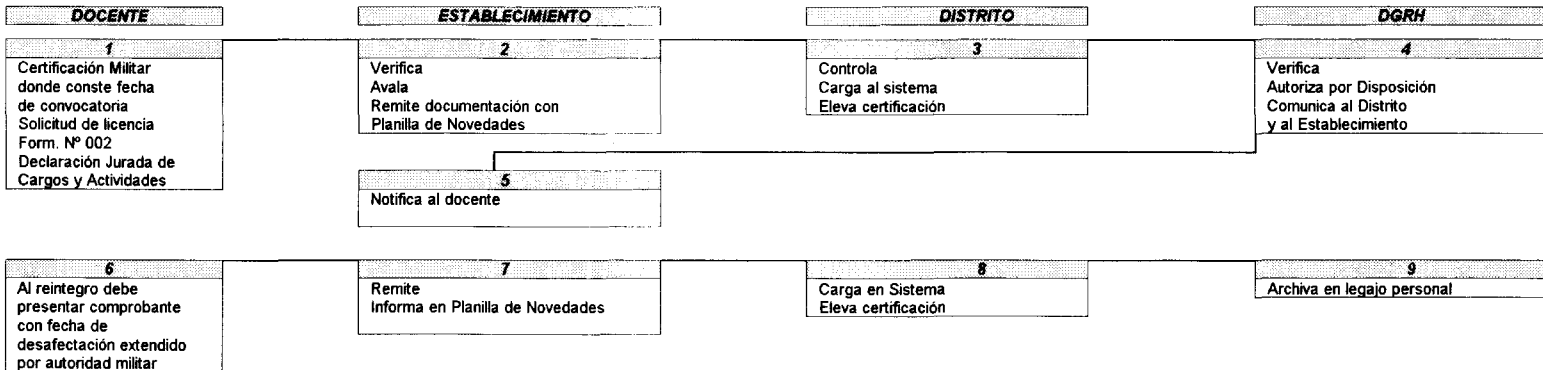 DOCENTE
ESTABLECIMIENTO
DISTRITO
DGRH
1
Certificación Militar
donde conste fecha
de convocatoria
Solicitud de licencia
Form. Nº 002
Declaración Jurada de
Cargos y Actividades
2
Verifica
Avala
Remite documentación con
Planilla de Novedades
3
Controla
Carga al sistema
Eleva certificación
4
Verifica
Autoriza por Disposición
Comunica al Distrito
y al Establecimiento
5
Notifica al docente
6
Al reintegro debe
presentar comprobante
con fecha de
desafectación extendido
por autoridad militar
7
Remite
Informa en Planilla de Novedades
8
Carga en Sistema
Eleva certificación
9
Archiva en legajo personal